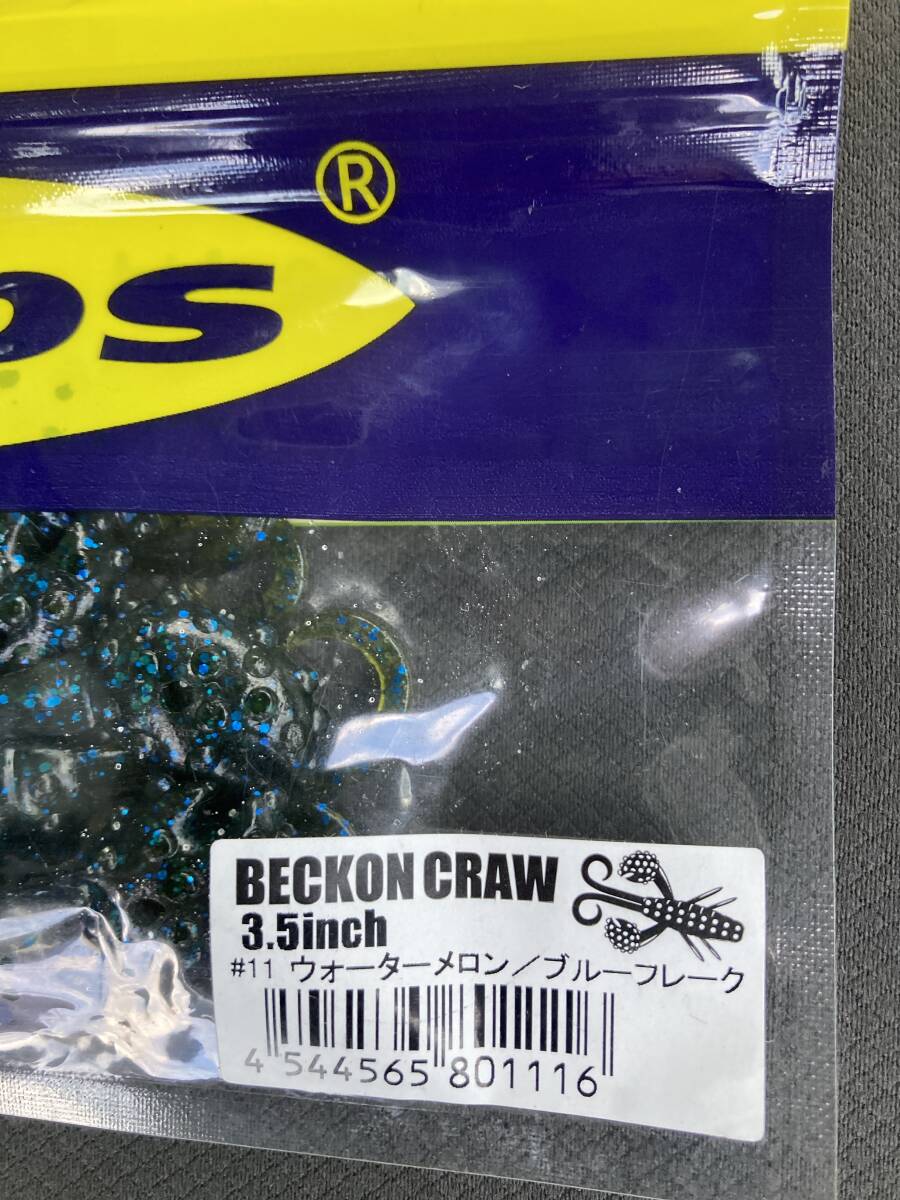 ®
ps
BECKON CRAW
3.5inch
#11 ウォーターメロン/ブルーフレーク
4 544565 801116